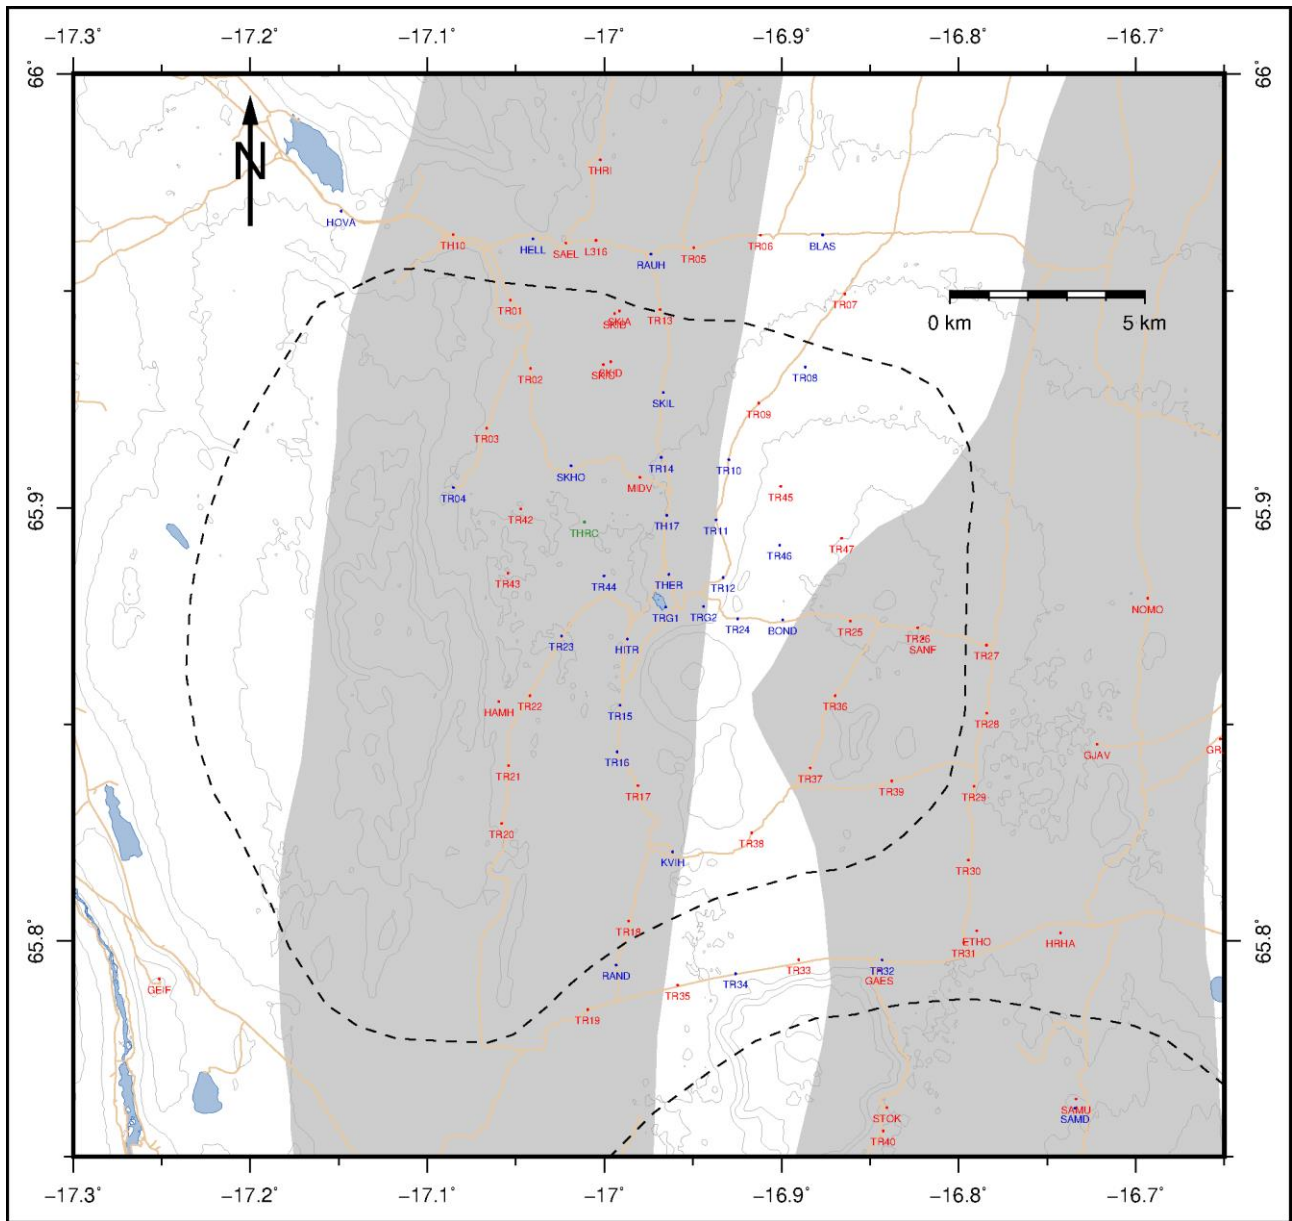 −17.3° −17.2° −17.1° −17° −16.9° −16.8° −16.7°
66° 66°
N
THRI
HOVA
TH10 HELL SAEL L316 RAUH TR05 TR06 BLAS
TR01 SKIA TR13 TR07
0 km 5 km
TR02 TR08
SKIL TR09
TR03
TR14 TR10
SKHO MIDV
TR04 TR45
65.9° TR42 THRC TH17 TR11 TR46 TR47 65.9°
TR43 TR44 THER TR12
NOMO
TRG1 TRG2 TR24 BOND TR25 TR26
TR23 HITR SANF TR27
HAMH TR22 TR15 TR36 TR28
TR16 GJAV
TR21 TR37
TR17 TR39 TR29
TR20 TR38
KVIH TR30
65.8° TR18 ETHO HRHA 65.8°
TR31
RAND TR33 TR32
GEIF TR35 TR34 GAES
TR19
STOK SAMU
SAMD
TR40
−17.3° −17.2° −17.1° −17° −16.9° −16.8° −16.7°